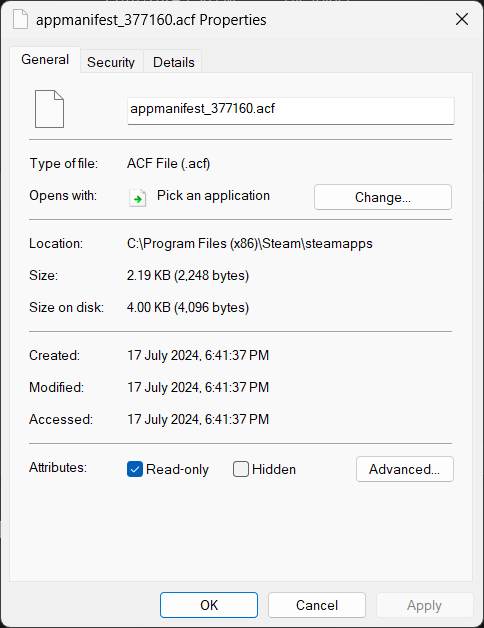 appmanifest_377160.acf Properties
General Security Details
appmanifest_377160.acf
Type of file: ACF File (.acf)
Opens with: Pick an application Change...
Location: C:\Program Files (x86)\Steam\steamapps
Size: 2.19 KB (2,248 bytes)
Size on disk: 4.00 KB (4,096 bytes)
Created: 17 July 2024, 6:41:37 PM
Modified: 17 July 2024, 6:41:37 PM
Accessed: 17 July 2024, 6:41:37 PM
Attributes: Read-only Hidden Advanced...
OK Cancel Apply